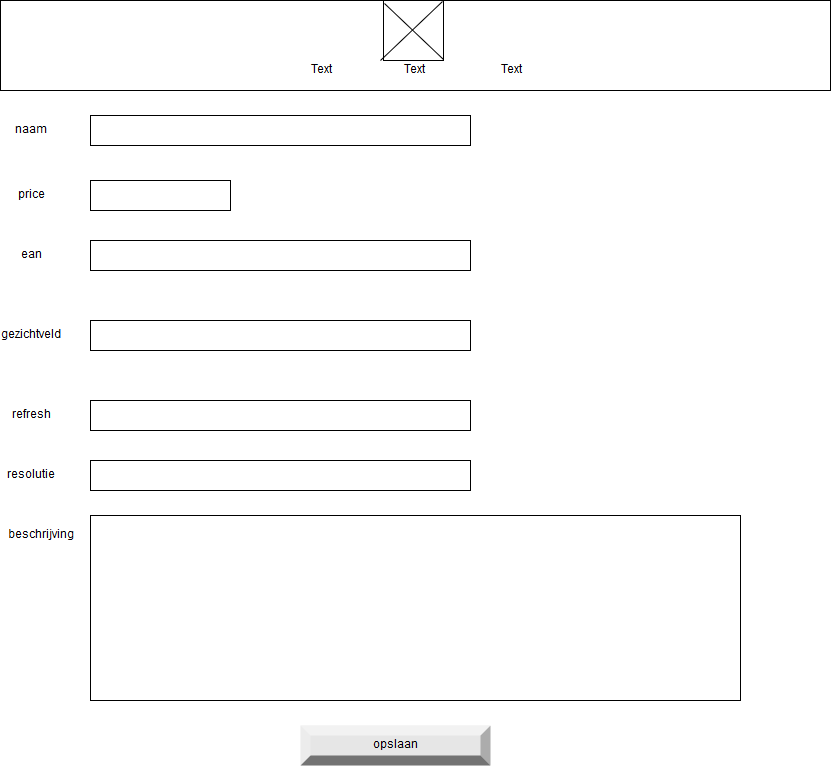 Text Text Text
naam
price
ean
gezichtveld
refresh
resolutie
beschrijving
opslaan